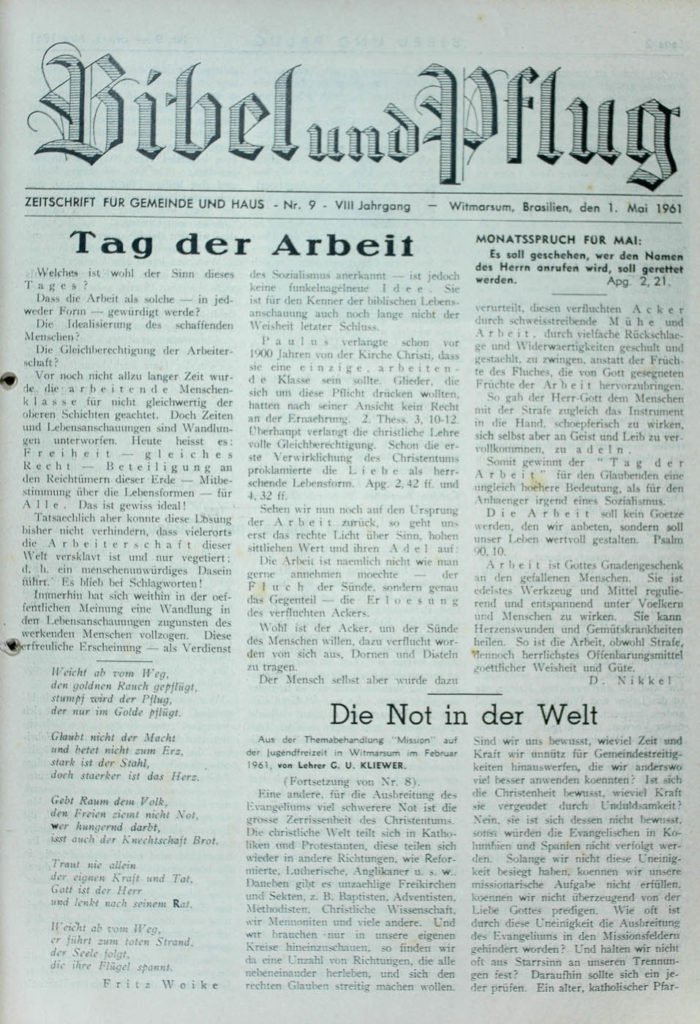 Bibel und Pflug
ZEITSCHRIFT FÜR GEMEINDE UND HAUS - Nr. 9 - VIII Jahrgang — Witmarsum, Brasilien, den 1. Mai 1961
Tag der Arbeit
Welches ist wohl der Sinn dieses
Tages?
Dass die Arbeit als solche — in jed-
weder Form — gewürdigt werde?
Die Idealisierung des schaffenden
Menschen?
Die Gleichberechtigung der Arbeiter-
schaft?
Vor noch nicht allzu langer Zeit wur-
de die arbeitende Menschen-
klasse für nicht gleichwertig der
oberen Schichten geachtet. Doch Zeiten
und Lebensanschauungen sind Wandlun-
gen unterworfen. Heute heisst es:
Freiheit — gleiches
Recht — Beteiligung an
den Reichtümern dieser Erde — Mitbe-
stimmung über die Lebensformen — für
Alle. Das ist gewiss ideal!
Tatsaechlich aber konnte diese Lösung
bisher nicht verhindern, dass vielerorts
die Arbeiterschaft dieser
Welt versklavt ist und nur vegetiert;
d. h. ein menschenunwürdiges Dasein
führt. Es blieb bei Schlagworten!
Immerhin hat sich weithin in der oef-
fentlichen Meinung eine Wandlung in
den Lebensanschauungen zugunsten des
werkenden Menschen vollzogen. Diese
erfreuliche Erscheinung — als Verdienst
des Sozialismus anerkannt — ist jedoch
keine funkelnagelneue Idee. Sie
ist für den Kenner der biblischen Lebens-
anschauung auch noch lange nicht der
Weisheit letzter Schluss.
Paulus verlangte schon vor
1900 Jahren von der Kirche Christi, dass
sie eine einzige, arbeiten-
de Klasse sein sollte. Glieder, die
sich um diese Pflicht drücken wollten,
hatten nach seiner Ansicht kein Recht
an der Ernaehrung. 2. Thess. 3, 10-12.
Überhaupt verlangt die christliche Lehre
volle Gleichberechtigung. Schon die er-
ste Verwirklichung des Christentums
proklamierte die Liebe als herr-
schende Lebensform. Apg. 2, 42 ff. und
4, 32 ff.
Sehen wir nun noch auf den Ursprung
der Arbeit zurück, so geht uns
erst das rechte Licht über Sinn, hohen
sittlichen Wert und ihren Adel auf:
Die Arbeit ist naemlich nicht wie man
gerne annehmen moechte — der
Fluch der Sünde, sondern genau
das Gegenteil — die Erloesung
des verfluchten Ackers.
Wohl ist der Acker, um der Sünde
des Menschen willen, dazu verflucht wor-
den von sich aus, Dornen und Disteln
zu tragen.
Der Mensch selbst aber wurde dazu
MONATSSPRUCH FÜR MAI:
Es soll geschehen, wer den Namen
des Herrn anrufen wird, soll gerettet
werden. Apg. 2, 21.
verurteilt, diesen verfluchten Acker
durch schweisstreibende Mühe und
Arbeit, durch vielfache Rückschlae-
ge und Widerwaertigkeiten geschult und
gestaehlt, zu zwingen, anstatt der Früch-
te des Fluches, die von Gott gesegneten
Früchte der Arbeit hervorzubringen.
So gab der Herr-Gott dem Menschen
mit der Strafe zugleich das Instrument
in die Hand, schoepferisch zu wirken,
sich selbst aber an Geist und Leib zu ver-
vollkommnen, zu adeln.
Somit gewinnt der "Tag der
Arbeit" für den Glaubenden eine
ungleich hoehere Bedeutung, als für den
Anhaenger irgend eines Sozialismus.
Die Arbeit soll kein Goetze
werden, den wir anbeten, sondern soll
unser Leben wertvoll gestalten. Psalm
90, 10.
Arbeit ist Gottes Gnadengeschenk
an den gefallenen Menschen. Sie ist
edelstes Werkzeug und Mittel regulie-
rend und entspannend unter Voelkern
und Menschen zu wirken. Sie kann
Herzenswunden und Gemütskrankheiten
heilen. So ist die Arbeit, obwohl Strafe,
dennoch herrlichstes Offenbarungsmittel
goettlicher Weisheit und Güte.
D. Nikkel
Weicht ab vom Weg,
den goldnen Rauch gepflügt,
stumpf wird der Pflug,
der nur im Golde pflügt.
Glaubt nicht der Macht
und betet nicht zum Erz,
stark ist der Stahl,
doch staerker ist das Herz.
Gebt Raum dem Volk,
den Freien ziemt nicht Not,
wer hungernd darbt,
isst auch der Knechtschaft Brot.
Traut nie allein
der eignen Kraft und Tat,
Gott ist der Herr
und lenkt nach seinem Rat.
Weicht ab vom Weg,
er führt zum toten Strand,
der Seele folgt,
die ihre Flügel spannt.
Fritz Woike
Die Not in der Welt
Aus der Themabehandlung "Mission" auf
der Jugendfreizeit in Witmarsum im Februar
1961, von Lehrer G. U. KLIEWER.
(Fortsetzung von Nr. 8).
Eine andere, für die Ausbreitung des
Evangeliums viel schwerere Not ist die
grosse Zerrissenheit des Christentums.
Die christliche Welt teilt sich in Katho-
liken und Protestanten, diese teilen sich
wieder in andere Richtungen, wie Refor-
mierte, Lutherische, Anglikaner u. s. w.
Daneben gibt es unzaehlige Freikirchen
und Sekten, z. B. Baptisten, Adventisten,
Methodisten, Christliche Wissenschaft,
wir Mennoniten und viele andere. Und
wir brauchen nur in unsere eigenen
Kreise hineinzuschauen, so finden wir
da eine Unzahl von Richtungen, die alle
nebeneinander herleben, und sich den
rechten Glauben streitig machen wollen.
Sind wir uns bewusst, wieviel Zeit und
Kraft wir unnütz für Gemeindestreitig-
keiten hinauswerfen, die wir anderswo
viel besser anwenden koennten? Ist sich
die Christenheit bewusst, wieviel Kraft
sie vergeudet durch Unduldsamkeit?
Nein, sie ist sich dessen nicht bewusst,
sonst würden die Evangelischen in Ko-
lumbien und Spanien nicht verfolgt wer-
den. Solange wir nicht diese Uneinig-
keit besiegt haben, koennen wir unsere
missionarische Aufgabe nicht erfüllen,
koennen wir nicht überzeugend von der
Liebe Gottes predigen. Wie oft ist
durch diese Uneinigkeit die Ausbreitung
des Evangeliums in den Missionsfeldern
gehindert worden? Und halten wir nicht
oft aus Starrsinn an unseren Trennun-
gen fest? Daraufhin sollte sich ein je-
der prüfen. Ein alter, katholischer Pfar-